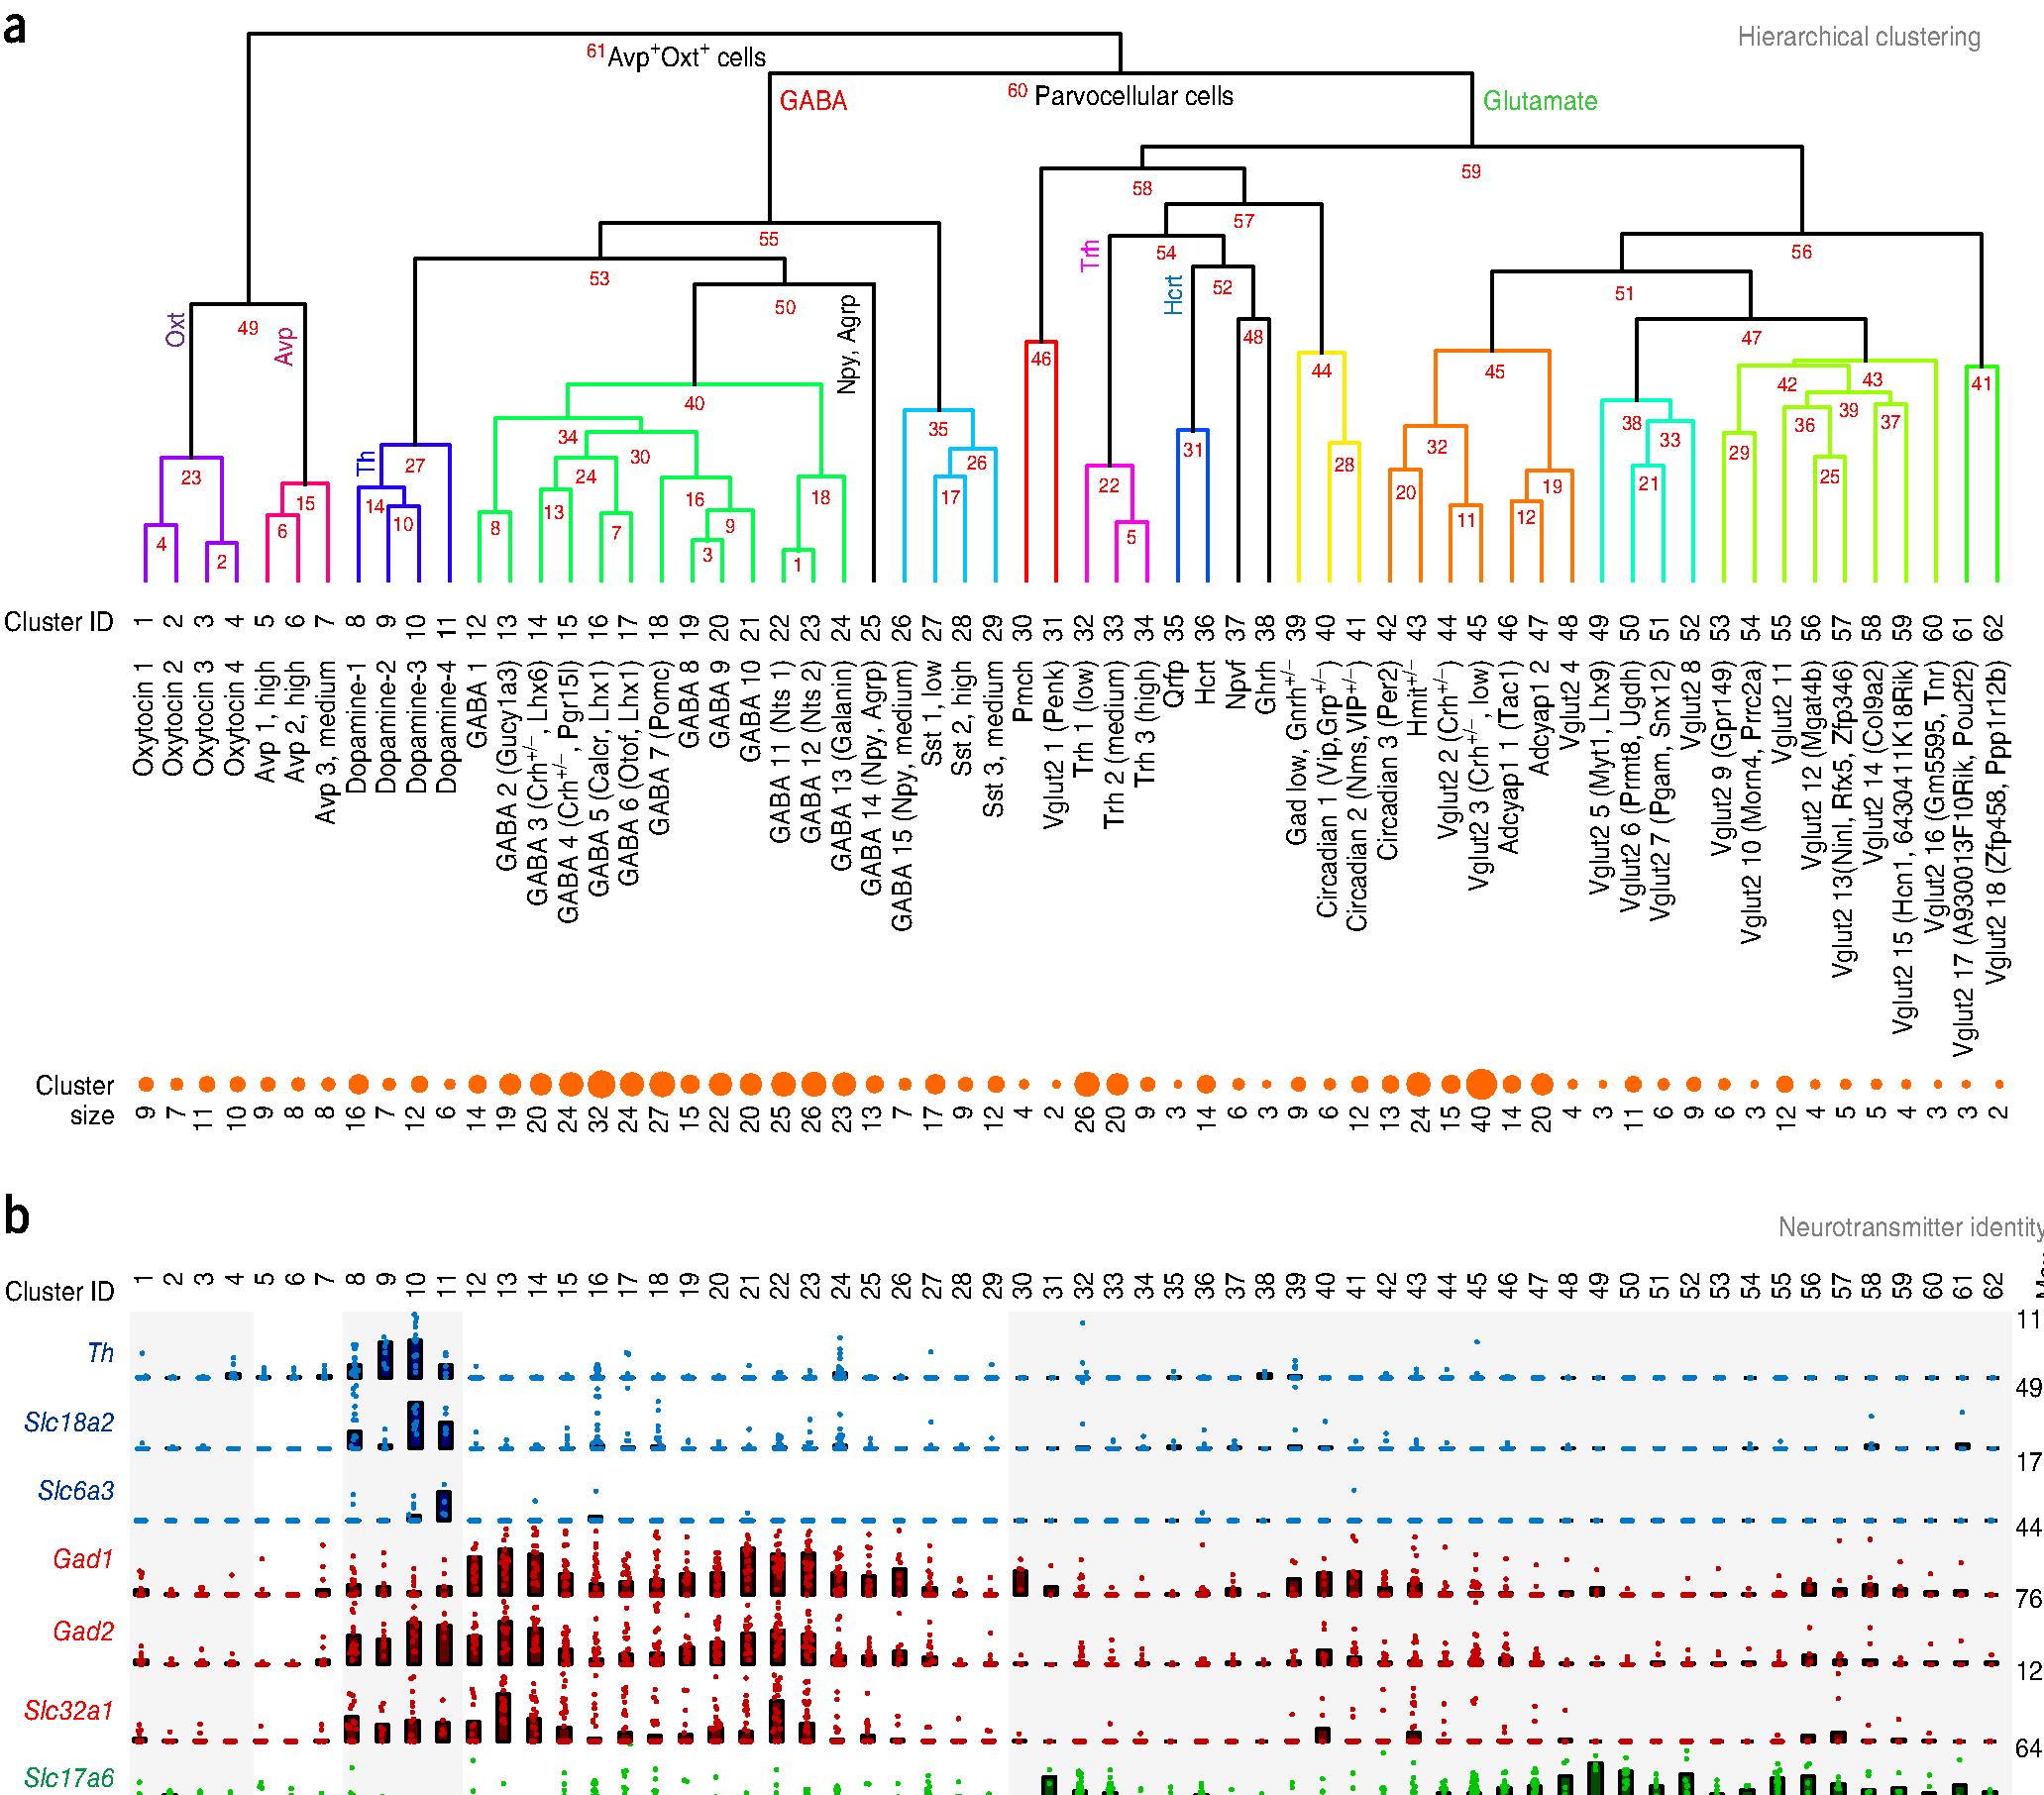 a
Hierarchical clustering
61 Avp+Oxt+ cells
GABA
60 Parvocellular cells
Glutamate
59
58
57
55
Trh
54
56
53
Hcrt
52
51
50
Npy, Agrp
Oxt
49
Avp
48
47
46
44
45
42
43
41
40
39
38
37
36
35
34
33
32
31
30
29
28
27
Th
26
25
24
23
22
21
20
19
18
17
16
15
14
13
12
11
10
9
8
7
6
5
4
3
2
1
Cluster ID 1 2 3 4 5 6 7 8 9 10 11 12 13 14 15 16 17 18 19 20 21 22 23 24 25 26 27 28 29 30 31 32 33 34 35 36 37 38 39 40 41 42 43 44 45 46 47 48 49 50 51 52 53 54 55 56 57 58 59 60 61 62
Oxytocin 1
Oxytocin 2
Oxytocin 3
Oxytocin 4
Avp 1, high
Avp 2, high
Avp 3, medium
Dopamine-1
Dopamine-2
Dopamine-3
Dopamine-4
GABA 1
GABA 2 (Gucy1a3)
GABA 3 (Crh+/−, Lhx6)
GABA 4 (Crh+/−, Pgr15l)
GABA 5 (Calcr, Lhx1)
GABA 6 (Otof, Lhx1)
GABA 7 (Pomc)
GABA 8
GABA 9
GABA 10
GABA 11 (Nts 1)
GABA 12 (Nts 2)
GABA 13 (Galanin)
GABA 14 (Npy, Agrp)
GABA 15 (Npy, medium)
Sst 1, low
Sst 2, high
Sst 3, medium
Pmch
Vglut2 1 (Penk)
Trh 1 (low)
Trh 2 (medium)
Trh 3 (high)
Qrfp
Hcrt
Npvf
Ghrh
Gad low, Gnrh+/−
Circadian 1 (Vip,Grp+/−)
Circadian 2 (Nms,VIP+/−)
Circadian 3 (Per2)
Hmit+/−
Vglut2 2 (Crh+/−)
Vglut2 3 (Crh+/−, low)
Adcyap1 1 (Tac1)
Adcyap1 2
Vglut2 4
Vglut2 5 (Myt1, Lhx9)
Vglut2 6 (Prmt8, Ugdh)
Vglut2 7 (Pgam, Snx12)
Vglut2 8
Vglut2 9 (Gpr149)
Vglut2 10 (Morn4, Prrc2a)
Vglut2 11
Vglut2 12 (Mgat4b)
Vglut2 13(Ninl, Rfx5, Zfp346)
Vglut2 14 (Col9a2)
Vglut2 15 (Hcn1, 6430411K18Rik)
Vglut2 16 (Gm5595, Tnr)
Vglut2 17 (A930013F10Rik, Pou2f2)
Vglut2 18 (Zfp458, Ppp1r12b)
Cluster
size
9 7 11 10 9 8 8 16 7 12 6 14 19 20 24 32 24 27 15 22 20 25 26 23 13 7 17 9 12 4 2 26 20 9 3 14 6 3 9 6 12 13 24 15 40 14 20 4 3 11 6 9 6 3 12 4 5 5 4 3 3 2
b
Neurotransmitter identity
Cluster ID 1 2 3 4 5 6 7 8 9 10 11 12 13 14 15 16 17 18 19 20 21 22 23 24 25 26 27 28 29 30 31 32 33 34 35 36 37 38 39 40 41 42 43 44 45 46 47 48 49 50 51 52 53 54 55 56 57 58 59 60 61 62
Th 11
Slc18a2 49
Slc6a3 17
Gad1 44
Gad2 76
Slc32a1 12
Slc17a6 64